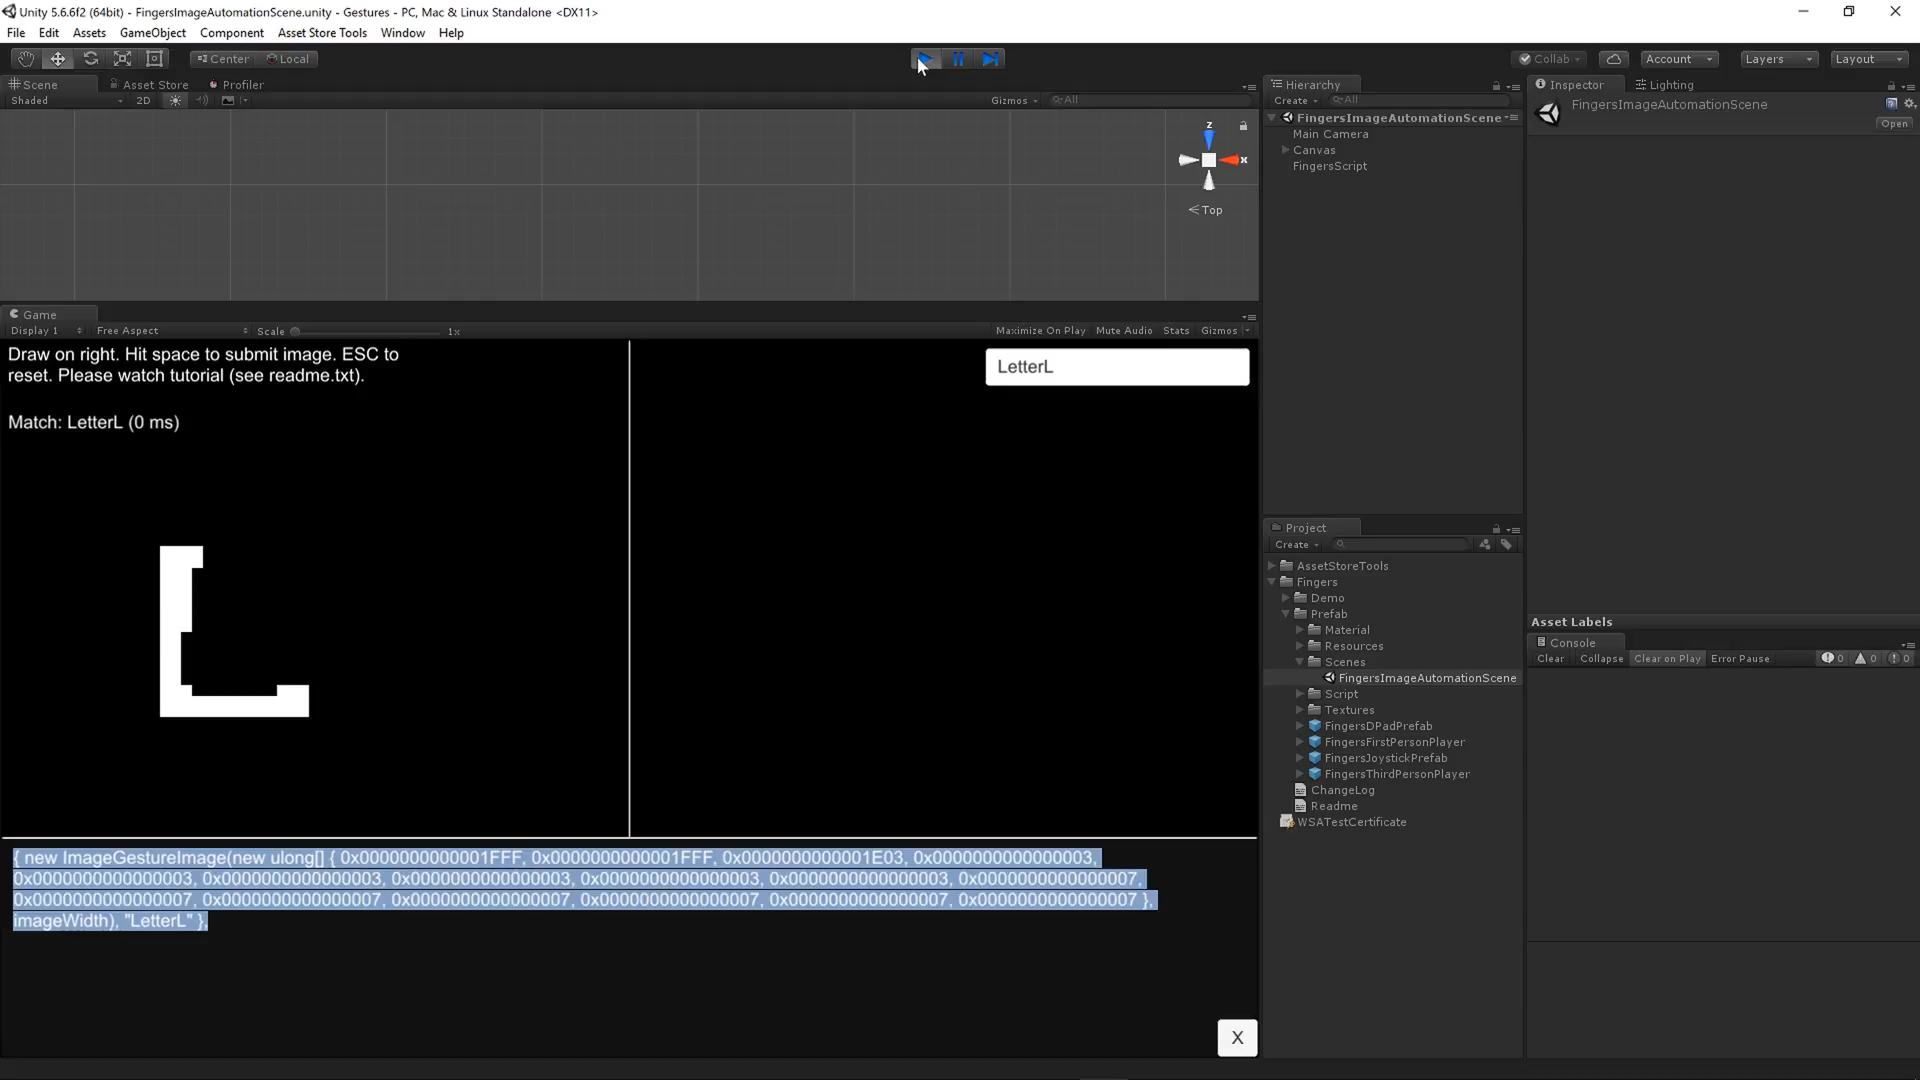 Unity 5.6.6f2 (64bit) - FingersImageAutomationScene.unity - Gestures - PC, Mac & Linux Standalone <DX11>
File Edit Assets GameObject Component Asset Store Tools Window Help
Center Local
Collab Account Layers Layout
Scene Asset Store Profiler
Shaded 2D Gizmos All
z
x
Top
Game
Display 1 Free Aspect Scale 1x Maximize On Play Mute Audio Stats Gizmos
Draw on right. Hit space to submit image. ESC to
reset. Please watch tutorial (see readme.txt).
Match: LetterL (0 ms)
LetterL
{ new ImageGestureImage(new ulong[] { 0x0000000000001FFF, 0x0000000000001FFF, 0x0000000000001E03, 0x0000000000000003,
0x0000000000000003, 0x0000000000000003, 0x0000000000000003, 0x0000000000000003, 0x0000000000000003, 0x0000000000000007,
0x0000000000000007, 0x0000000000000007, 0x0000000000000007, 0x0000000000000007, 0x0000000000000007, 0x0000000000000007 },
imageWidth), "LetterL" },
X
Hierarchy
Create All
FingersImageAutomationScene
Main Camera
Canvas
FingersScript
Project
Create
AssetStoreTools
Fingers
Demo
Prefab
Material
Resources
Scenes
FingersImageAutomationScene
Script
Textures
FingersDPadPrefab
FingersFirstPersonPlayer
FingersJoystickPrefab
FingersThirdPersonPlayer
ChangeLog
Readme
WSATestCertificate
Inspector Lighting
FingersImageAutomationScene
Open
Asset Labels
Console
Clear Collapse Clear on Play Error Pause 0 0 0